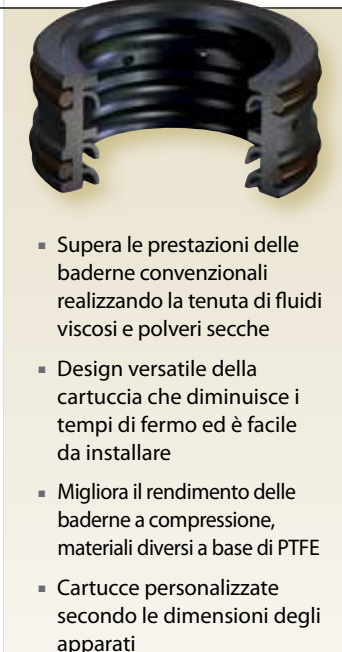 ▪ Supera le prestazioni delle
baderne convenzionali
realizzando la tenuta di fluidi
viscosi e polveri secche
▪ Design versatile della
cartuccia che diminuisce i
tempi di fermo ed è facile
da installare
▪ Migliora il rendimento delle
baderne a compressione,
materiali diversi a base di PTFE
▪ Cartucce personalizzate
secondo le dimensioni degli
apparati